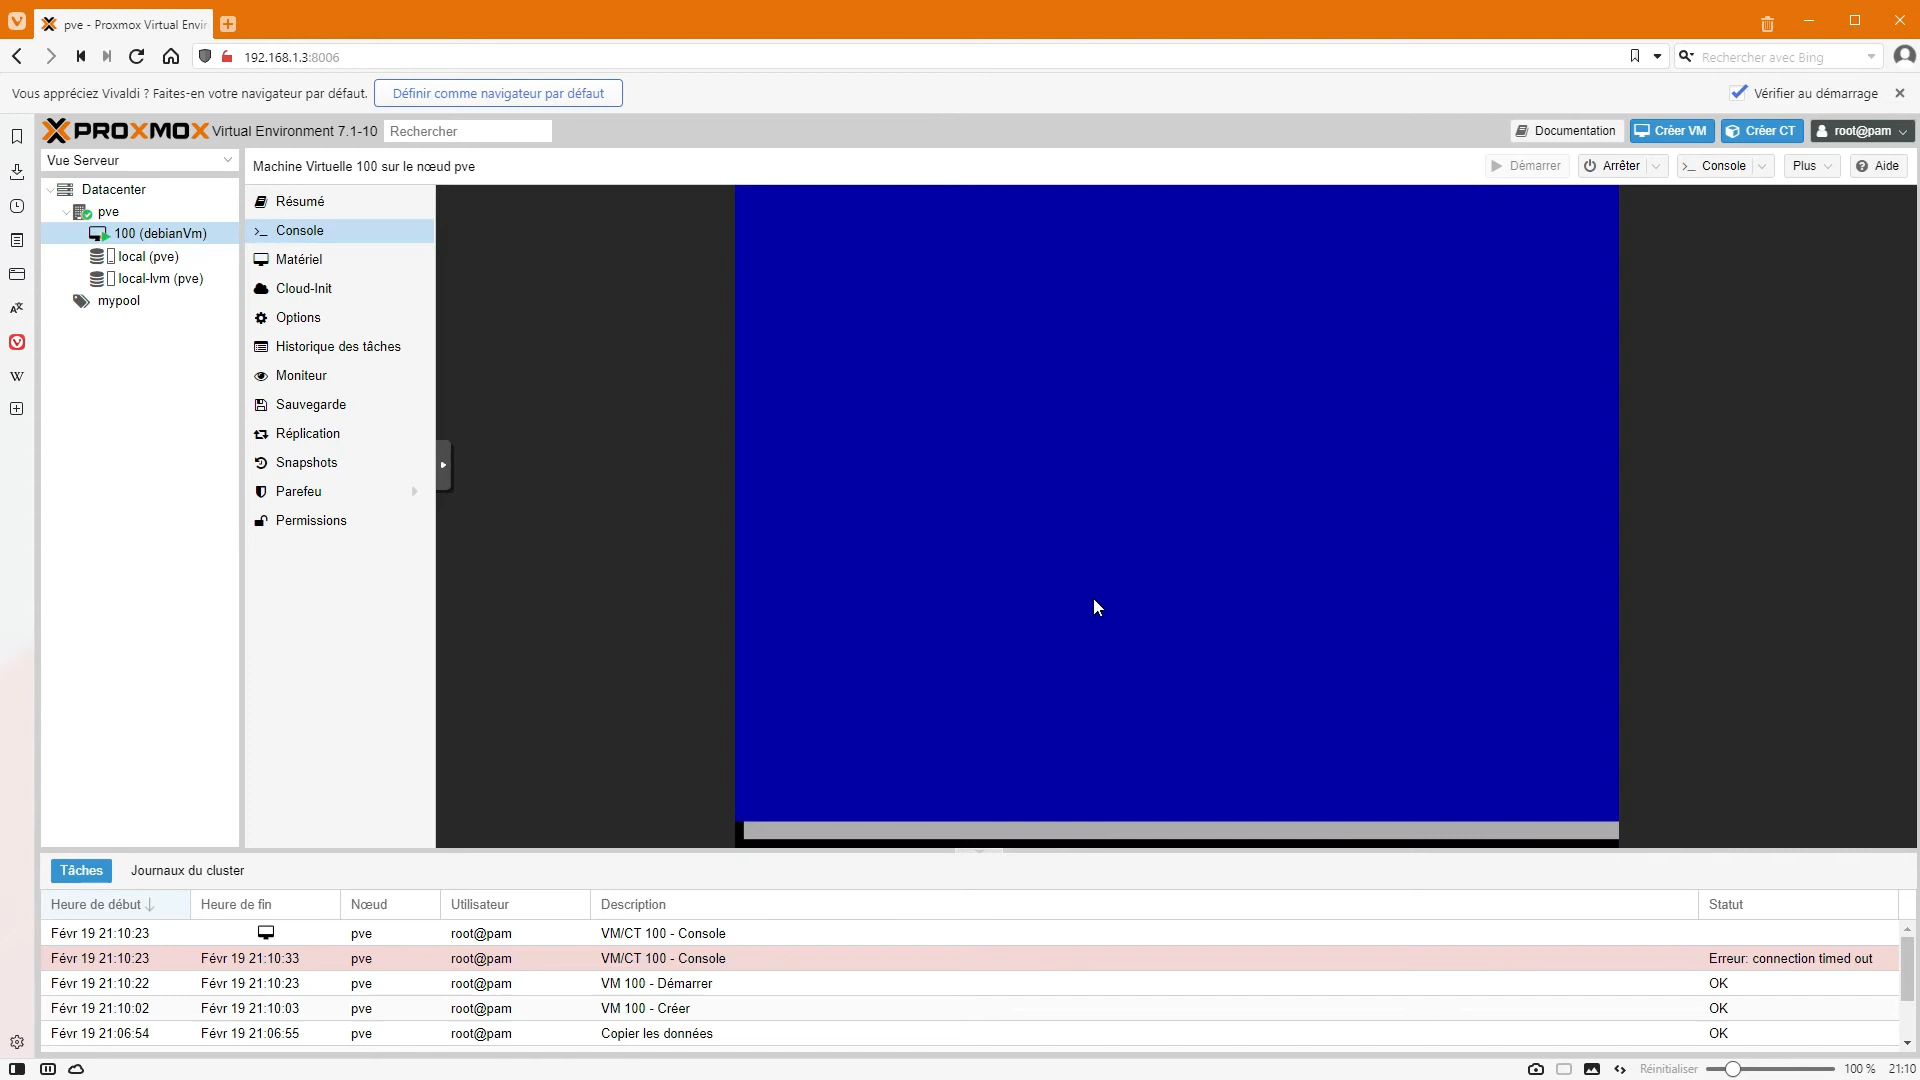 pve - Proxmox Virtual Envir
192.168.1.3:8006
Rechercher avec Bing
Vous appréciez Vivaldi ? Faites-en votre navigateur par défaut.
Définir comme navigateur par défaut
Vérifier au démarrage
PROXMOX Virtual Environment 7.1-10
Rechercher
Documentation
Créer VM
Créer CT
root@pam
Vue Serveur
Machine Virtuelle 100 sur le nœud pve
Démarrer
Arrêter
Console
Plus
Aide
Datacenter
pve
100 (debianVm)
local (pve)
local-lvm (pve)
mypool
Résumé
Console
Matériel
Cloud-Init
Options
Historique des tâches
Moniteur
Sauvegarde
Réplication
Snapshots
Parefeu
Permissions
Tâches
Journaux du cluster
Heure de début Heure de fin Nœud Utilisateur Description Statut
Févr 19 21:10:23 pve root@pam VM/CT 100 - Console
Févr 19 21:10:23 Févr 19 21:10:33 pve root@pam VM/CT 100 - Console Erreur: connection timed out
Févr 19 21:10:22 Févr 19 21:10:23 pve root@pam VM 100 - Démarrer OK
Févr 19 21:10:02 Févr 19 21:10:03 pve root@pam VM 100 - Créer OK
Févr 19 21:06:54 Févr 19 21:06:55 pve root@pam Copier les données OK
Réinitialiser 100 % 21:10